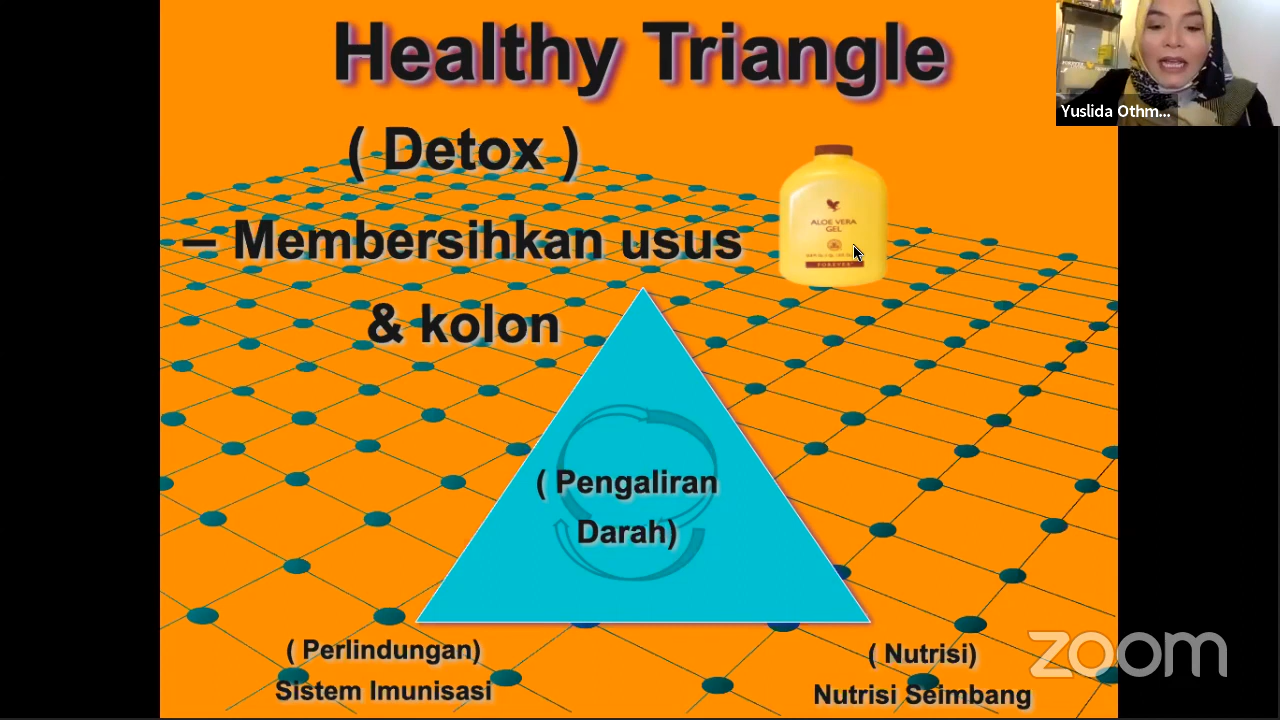 Healthy Triangle
Yuslida Othm...
( Detox )
– Membersihkan usus
& kolon
ALOE VERA
GEL
FOREVER
( Pengaliran
Darah)
( Perlindungan)
Sistem Imunisasi
( Nutrisi)
Nutrisi Seimbang
zoom